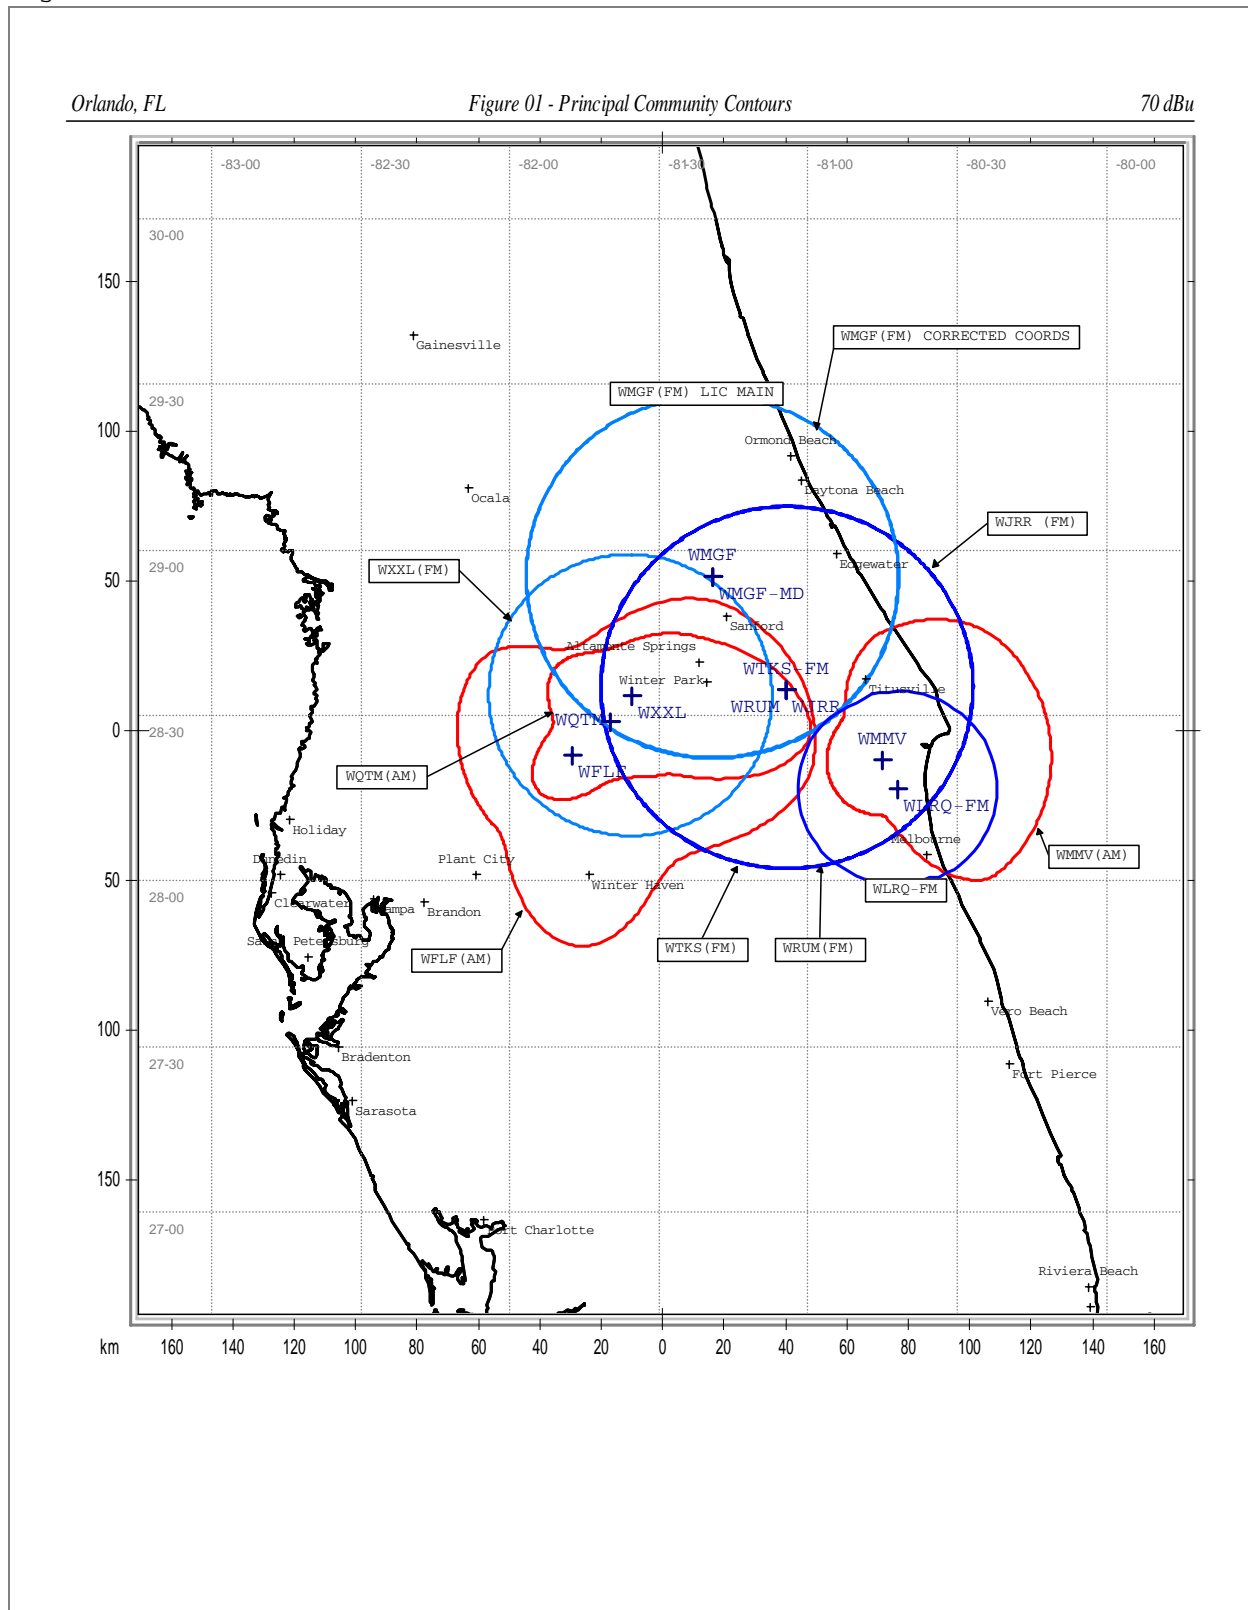 Orlando, FL Figure 01 - Principal Community Contours 70 dBu
-83-00 -82-30 -82-00 -81-30 -81-00 -80-30 -80-00
30-00
150
WMGF(FM) CORRECTED COORDS
Gainesville
WMGF(FM) LIC MAIN
29-30
100
Ormond Beach
Daytona Beach
Ocala
WJRR (FM)
WMGF
Edgewater
29-00
WXXL(FM)
50
WMGF-MD
Sanford
Altamonte Springs
WTKS-FM
Winter Park
Titusville
WRUM WJRR
WXXL
WQTM
0
28-30
WMMV
WFLF
WQTM(AM)
WLRQ-FM
Holiday
Melbourne
WMMV(AM)
Dunedin
Plant City
50
Winter Haven
WLRQ-FM
28-00
Clearwater
Brandon
WTKS(FM)
WRUM(FM)
WFLF(AM)
Vero Beach
100
Bradenton
27-30
Fort Pierce
Sarasota
150
27-00
Riviera Beach
km 160 140 120 100 80 60 40 20 0 20 40 60 80 100 120 140 160